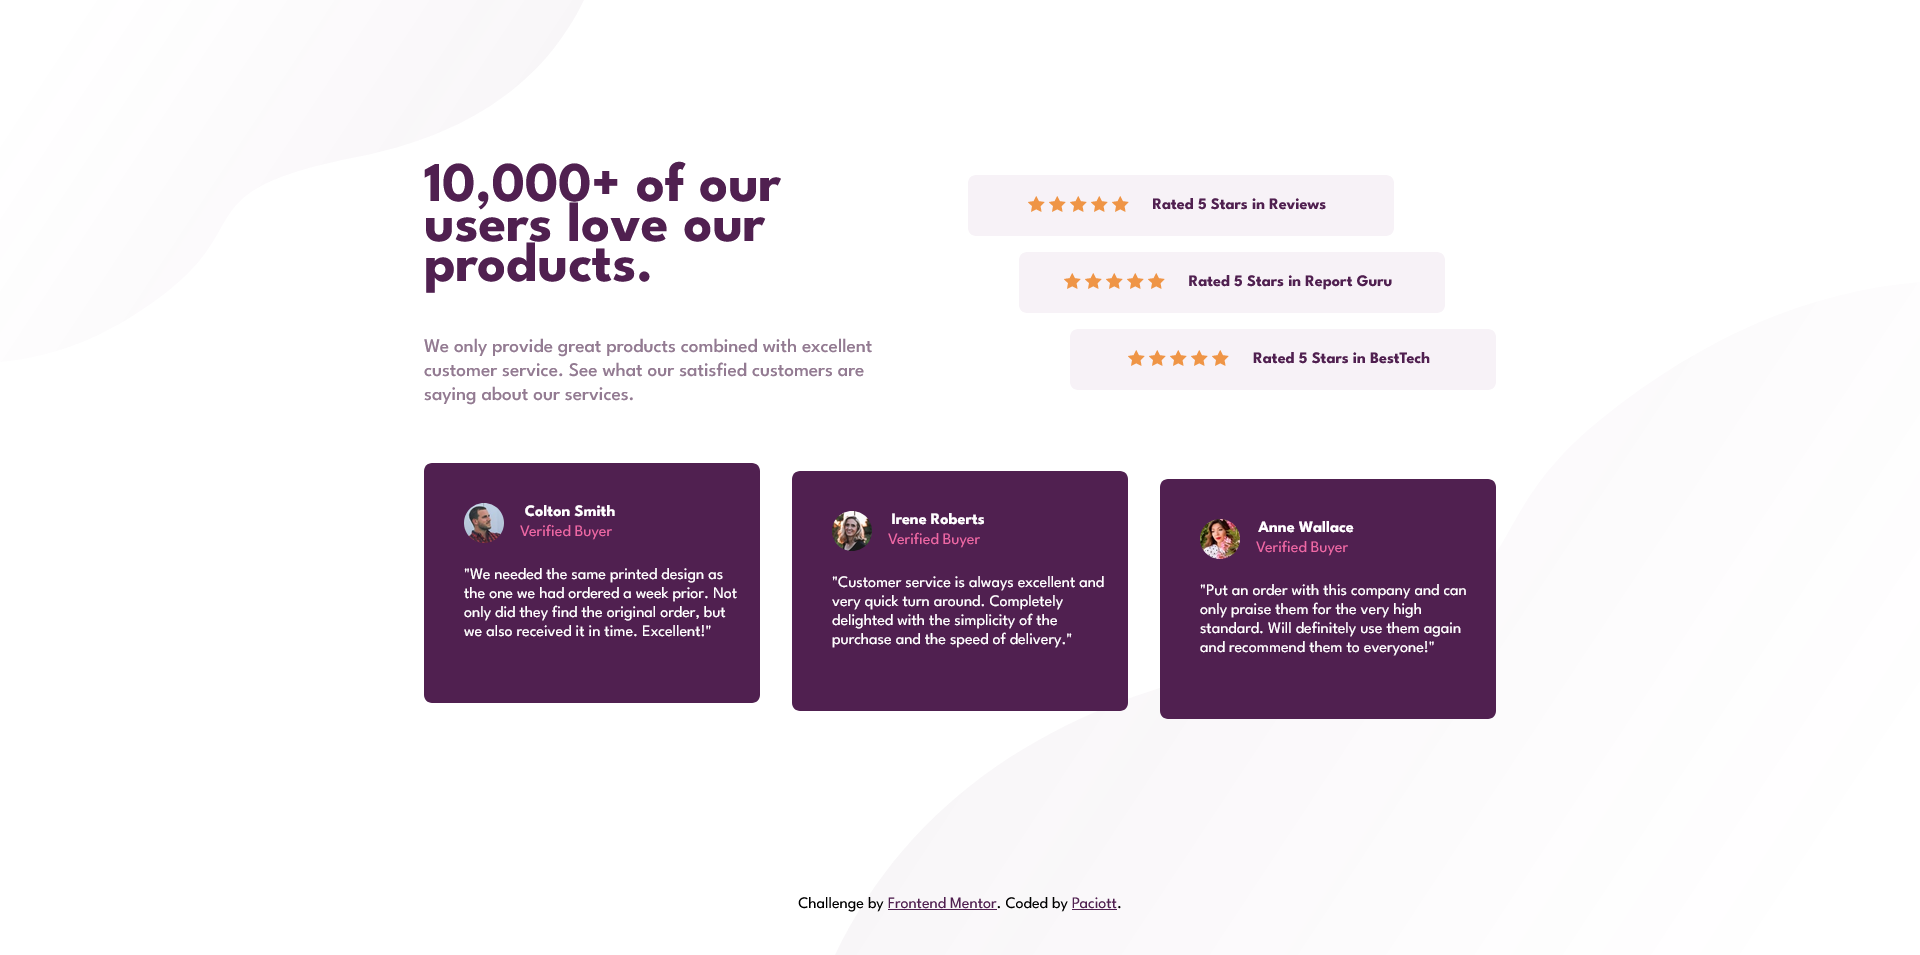 10,000+ of our
users love our
products.
We only provide great products combined with excellent
customer service. See what our satisfied customers are
saying about our services.
Rated 5 Stars in Reviews
Rated 5 Stars in Report Guru
Rated 5 Stars in BestTech
Colton Smith
Verified Buyer
"We needed the same printed design as
the one we had ordered a week prior. Not
only did they find the original order, but
we also received it in time. Excellent!"
Irene Roberts
Verified Buyer
"Customer service is always excellent and
very quick turn around. Completely
delighted with the simplicity of the
purchase and the speed of delivery."
Anne Wallace
Verified Buyer
"Put an order with this company and can
only praise them for the very high
standard. Will definitely use them again
and recommend them to everyone!"
Challenge by Frontend Mentor. Coded by Paciott.